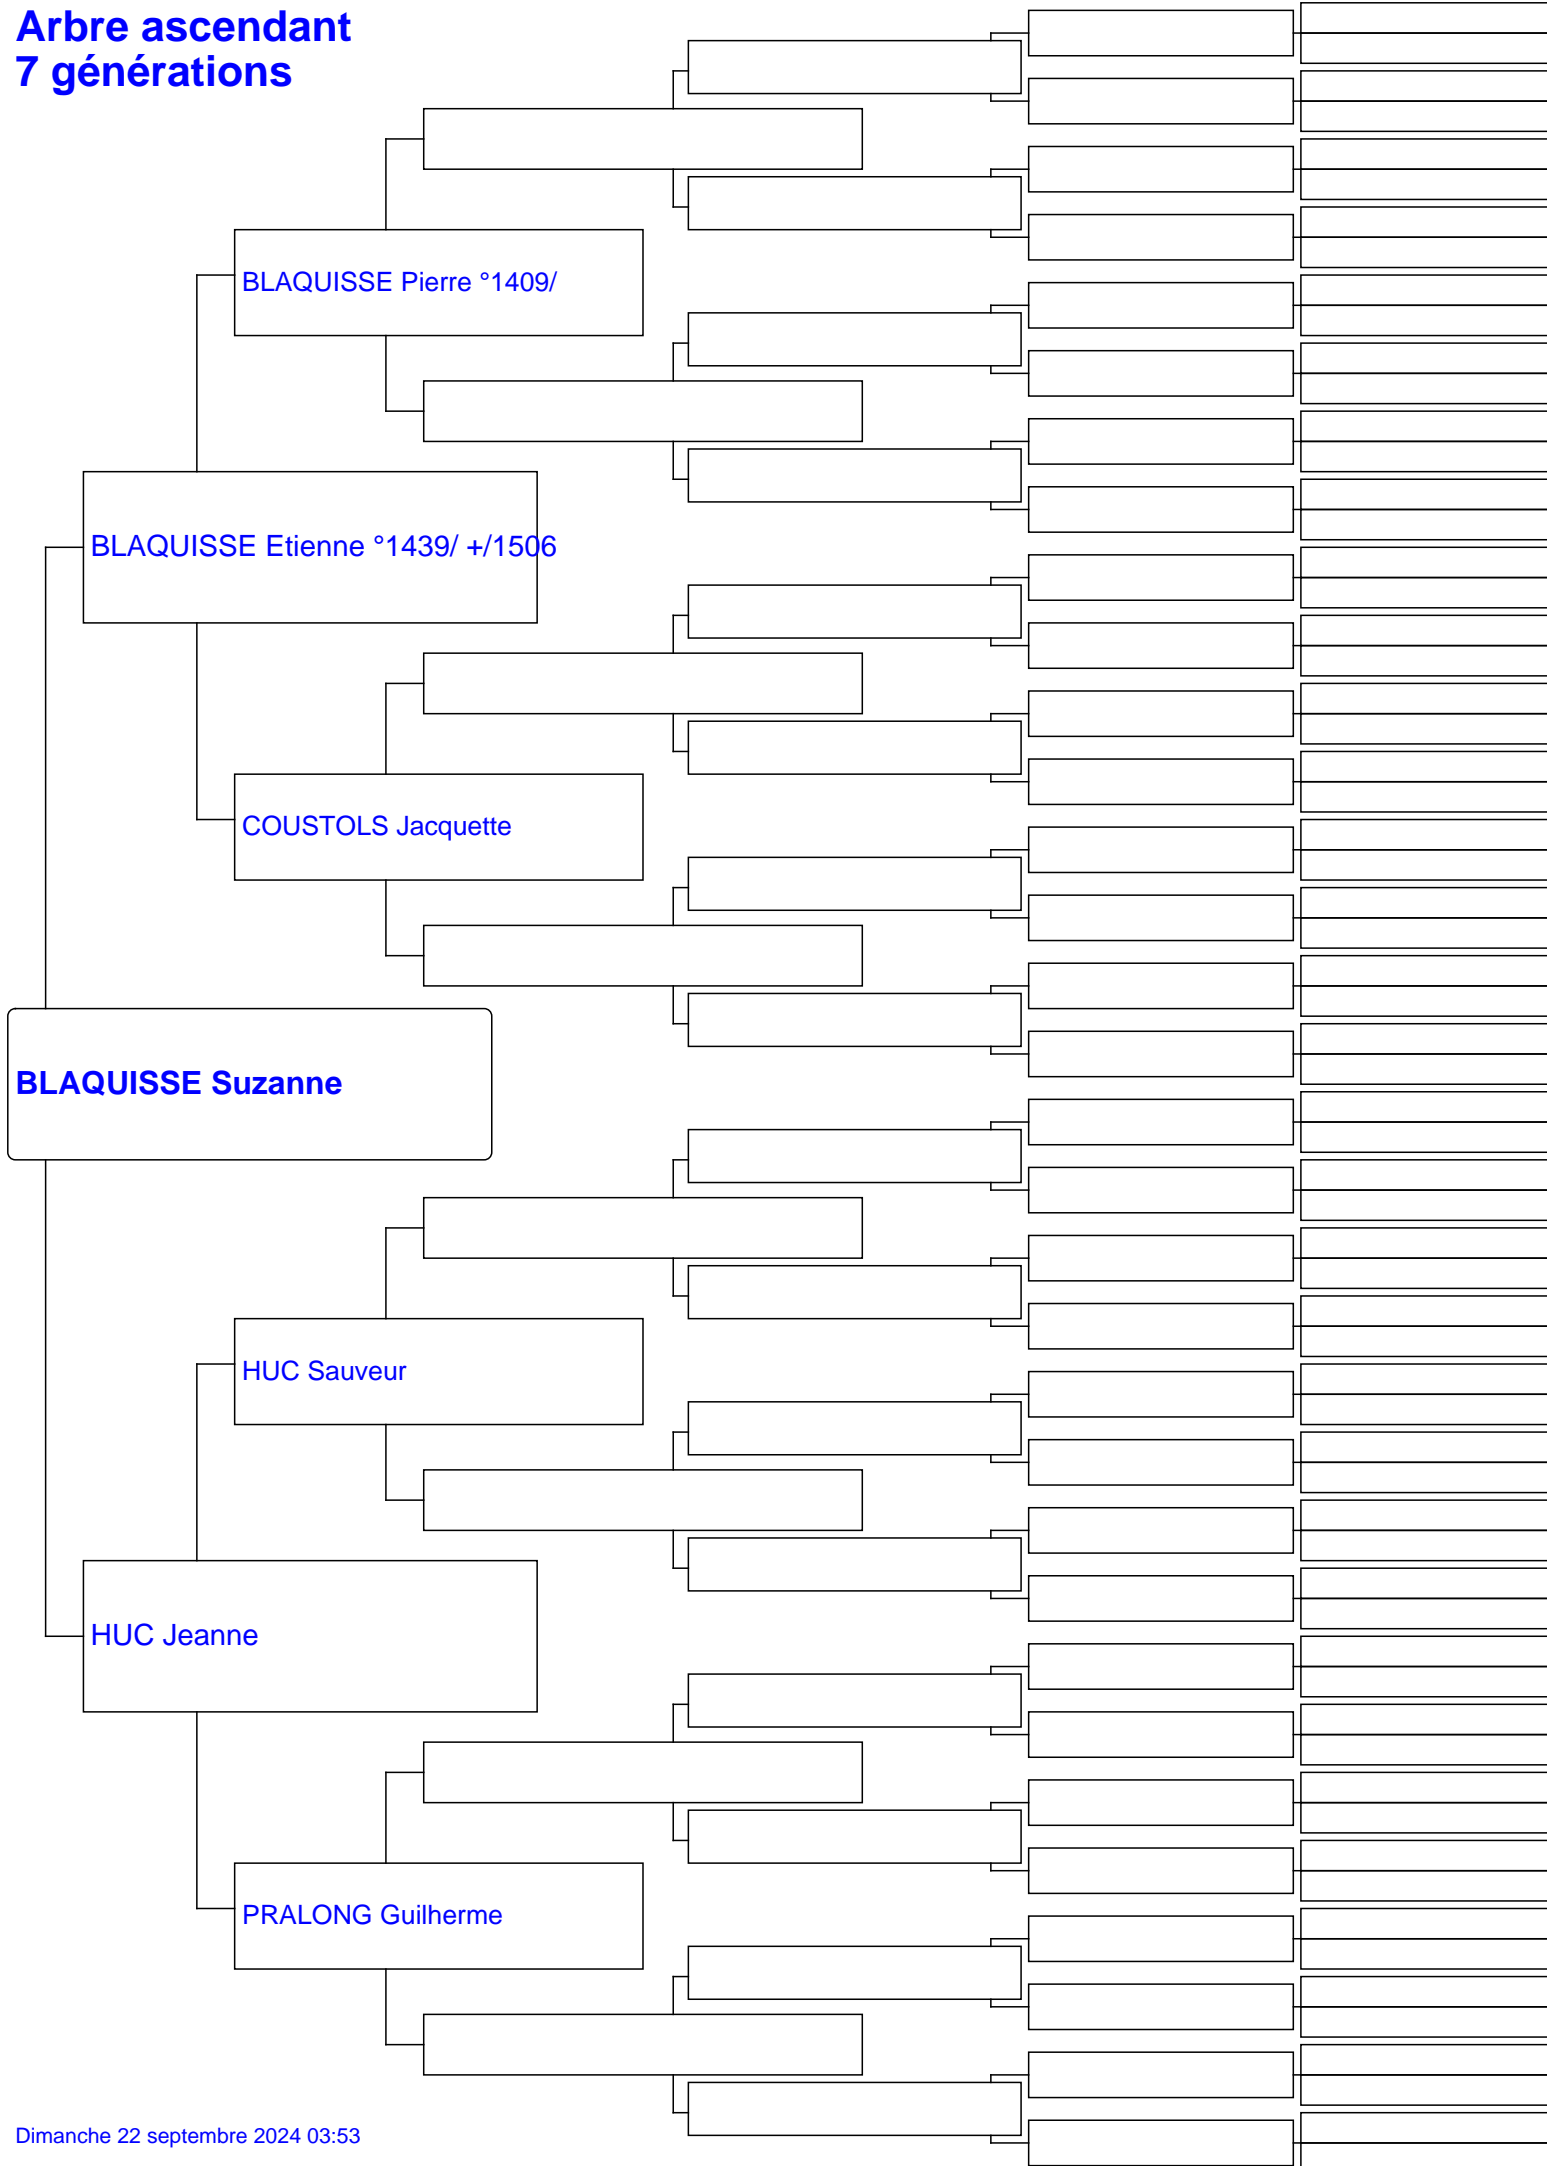 Arbre ascendant
7 générations
BLAQUISSE Pierre °1409/
BLAQUISSE Etienne °1439/ +/1506
COUSTOLS Jacquette
BLAQUISSE Suzanne
HUC Sauveur
HUC Jeanne
PRALONG Guilherme
Dimanche 22 septembre 2024 03:53